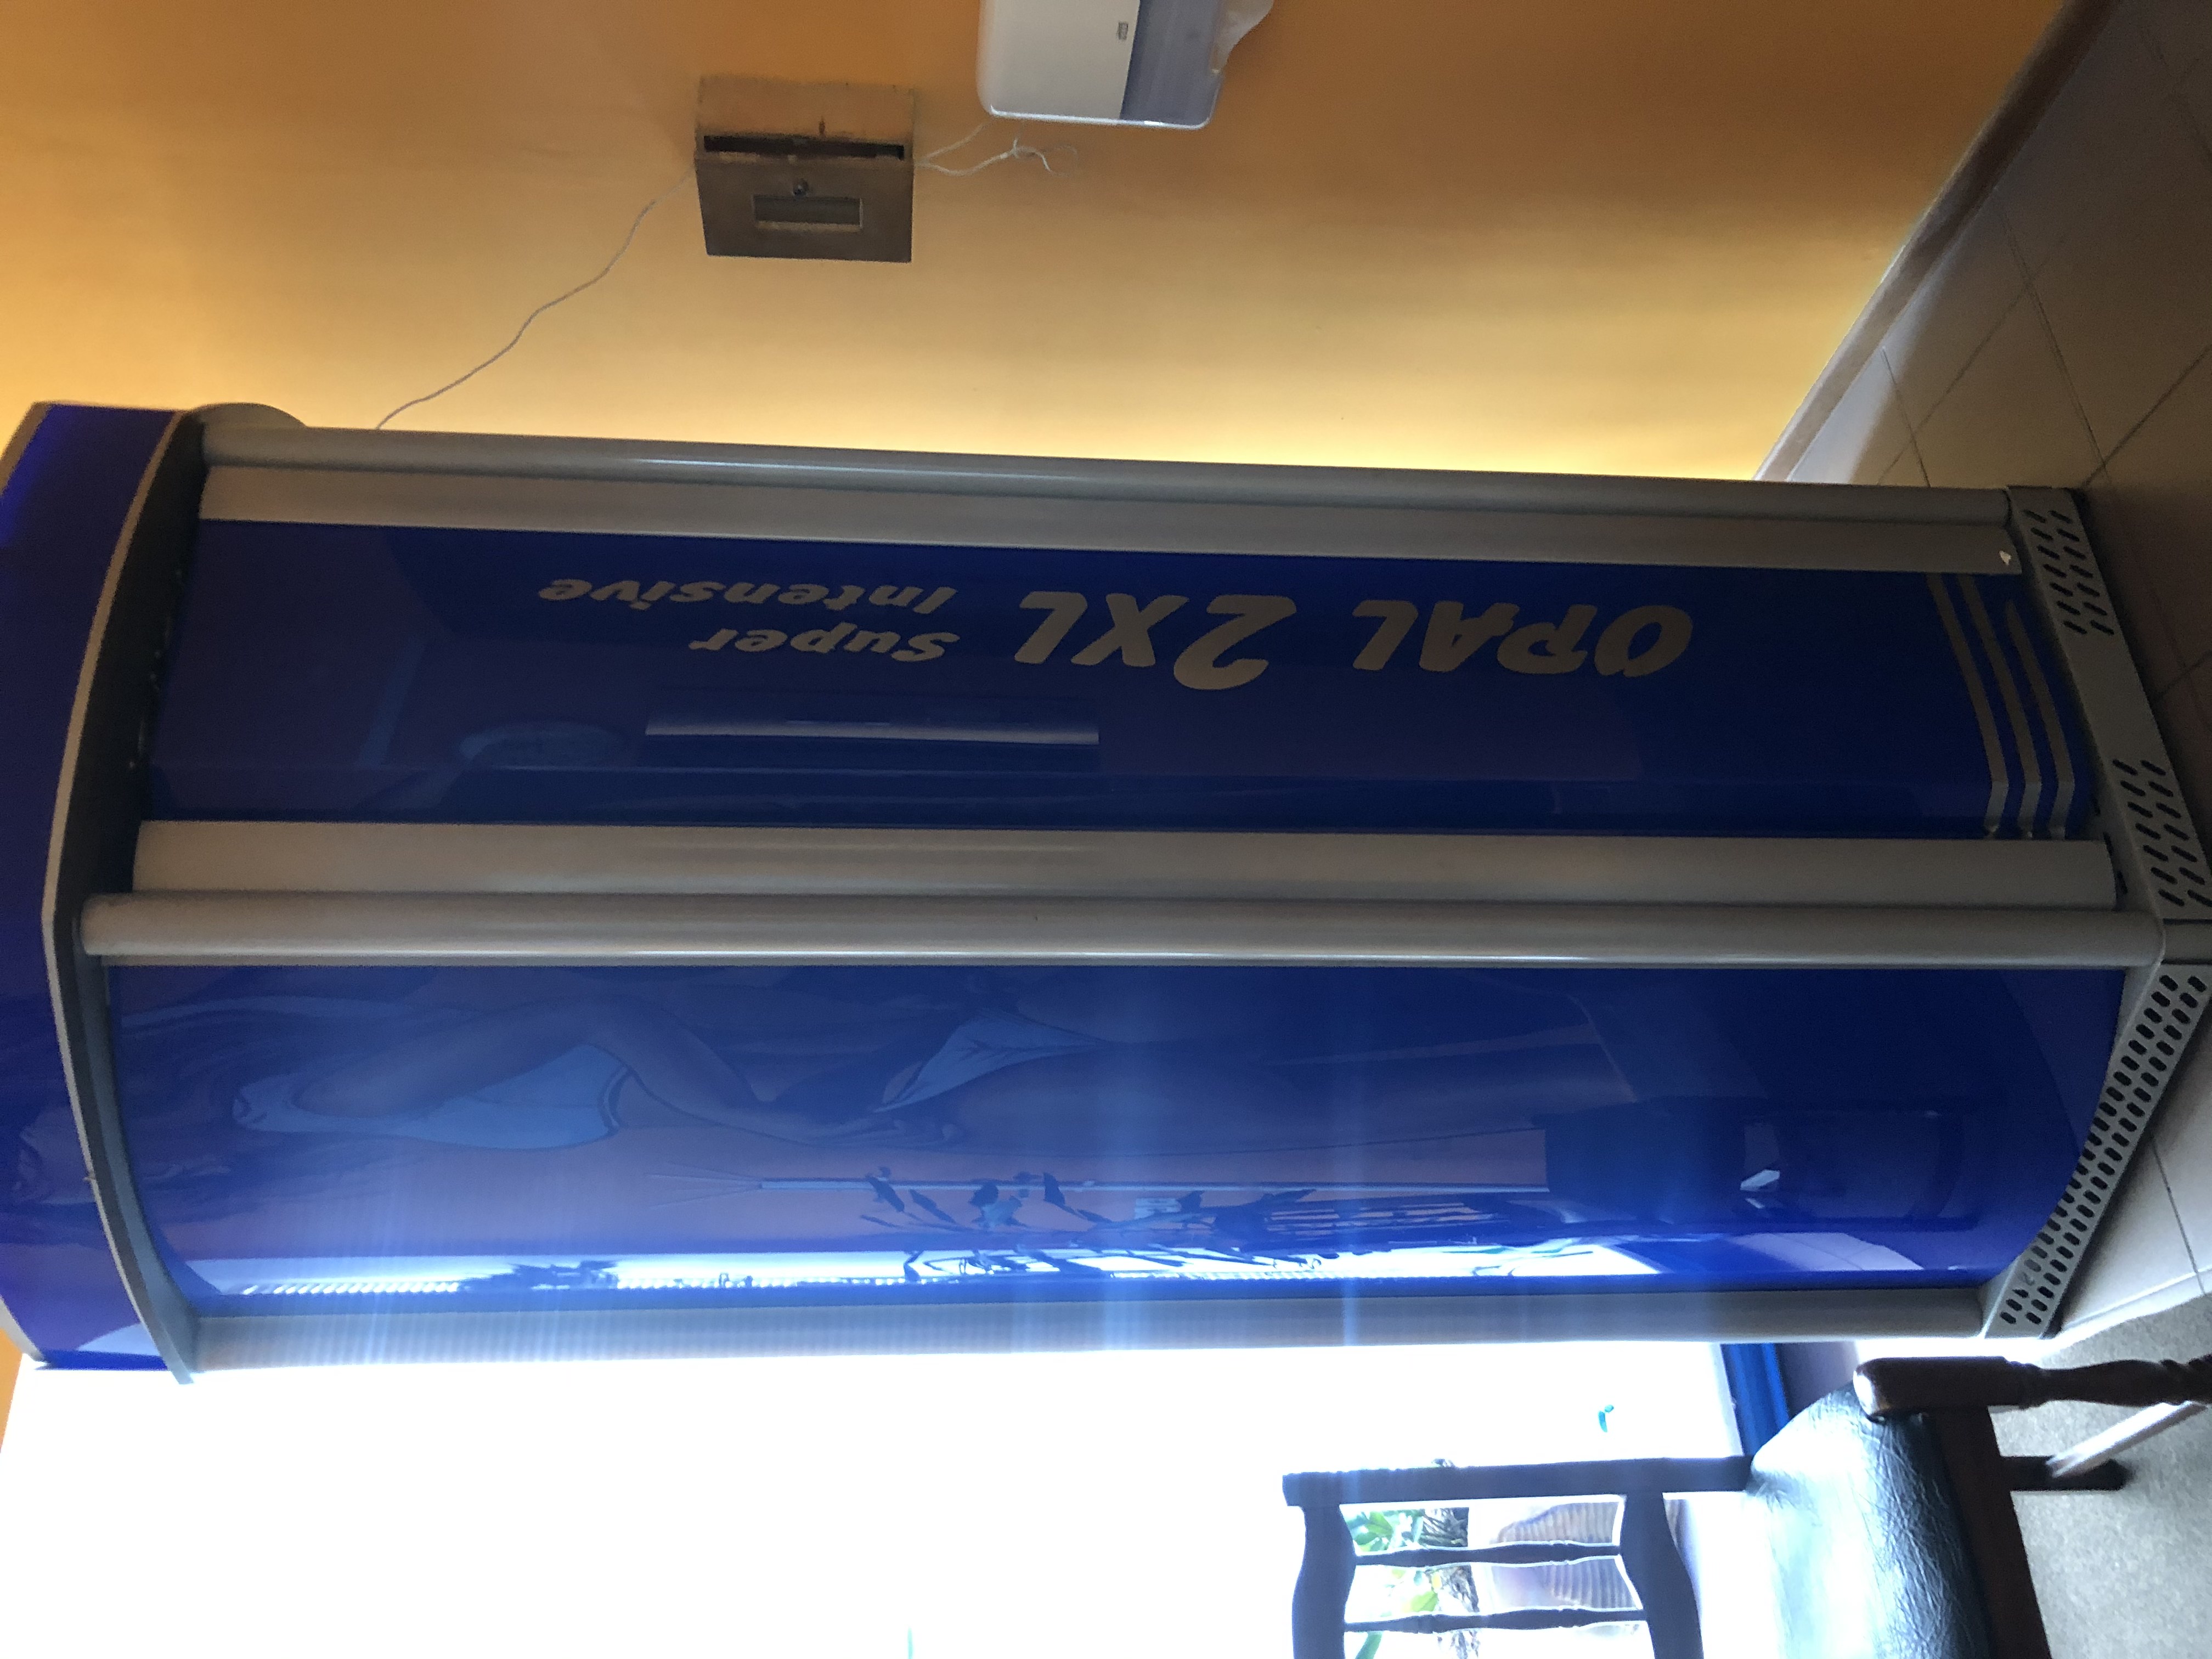 OPAL 2XL
Super
Intensive